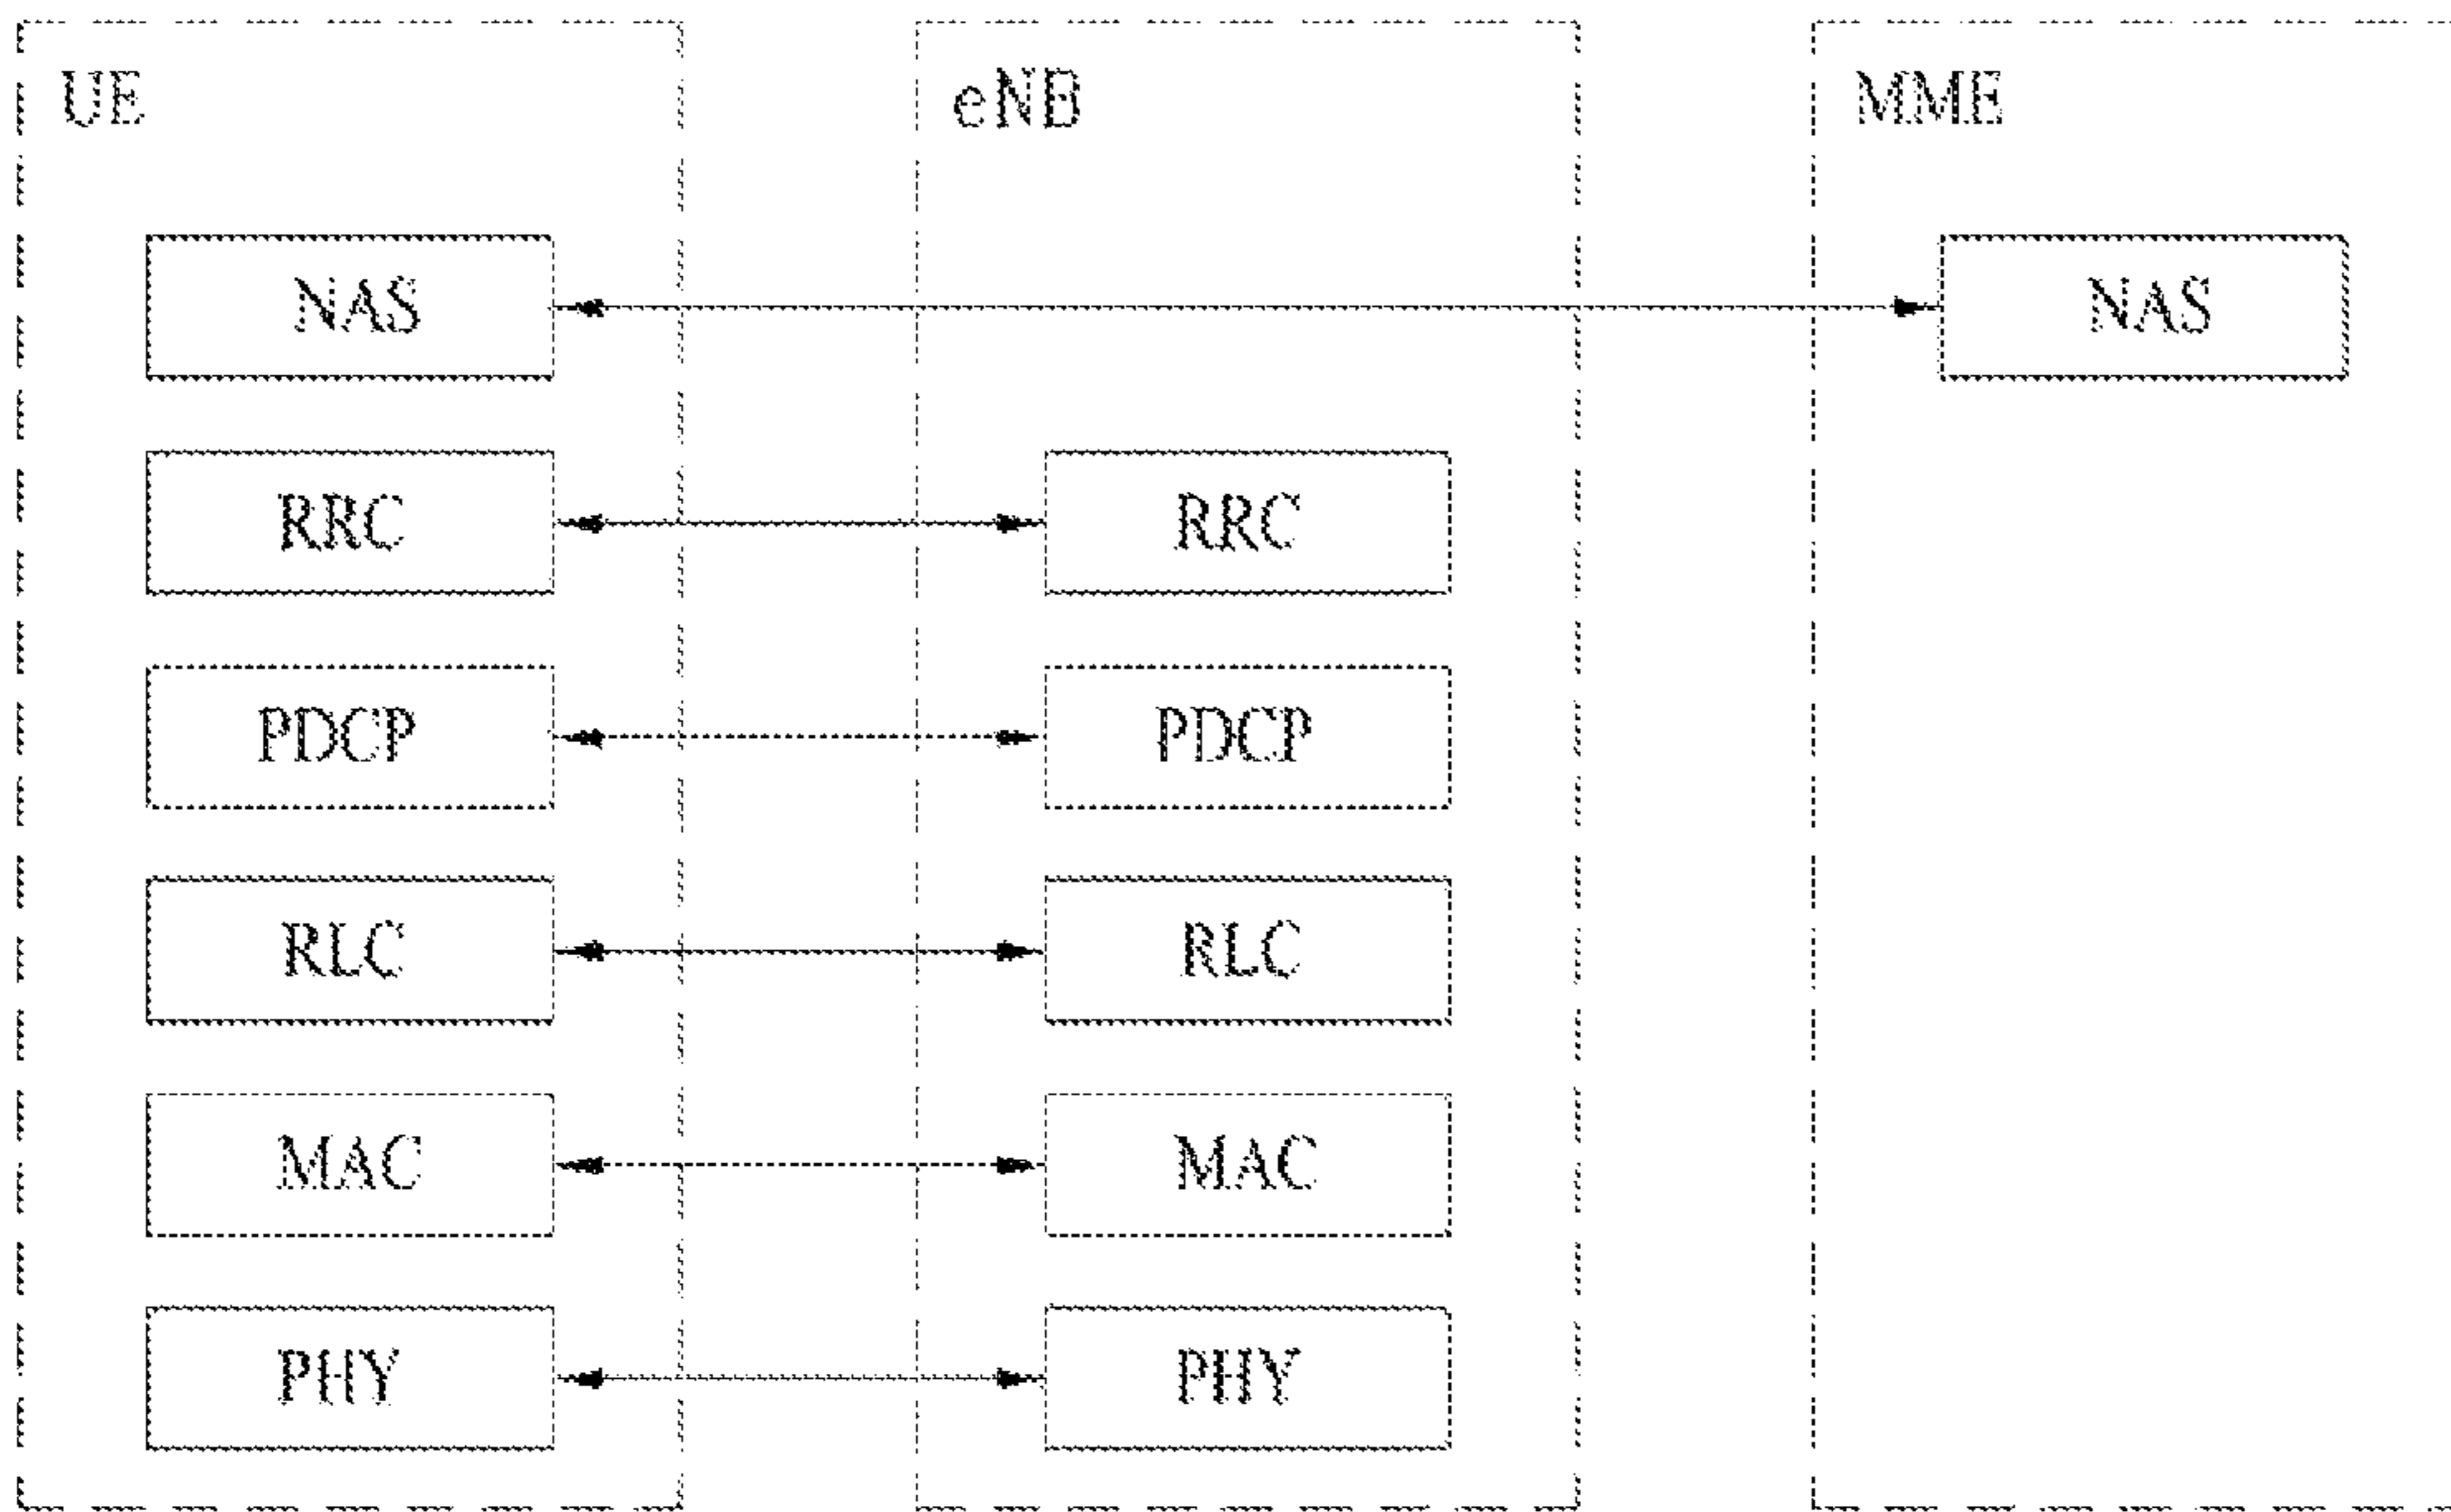 UE eNB MME
NAS NAS
RRC RRC
PDCP PDCP
RLC RLC
MAC MAC
PHY PHY